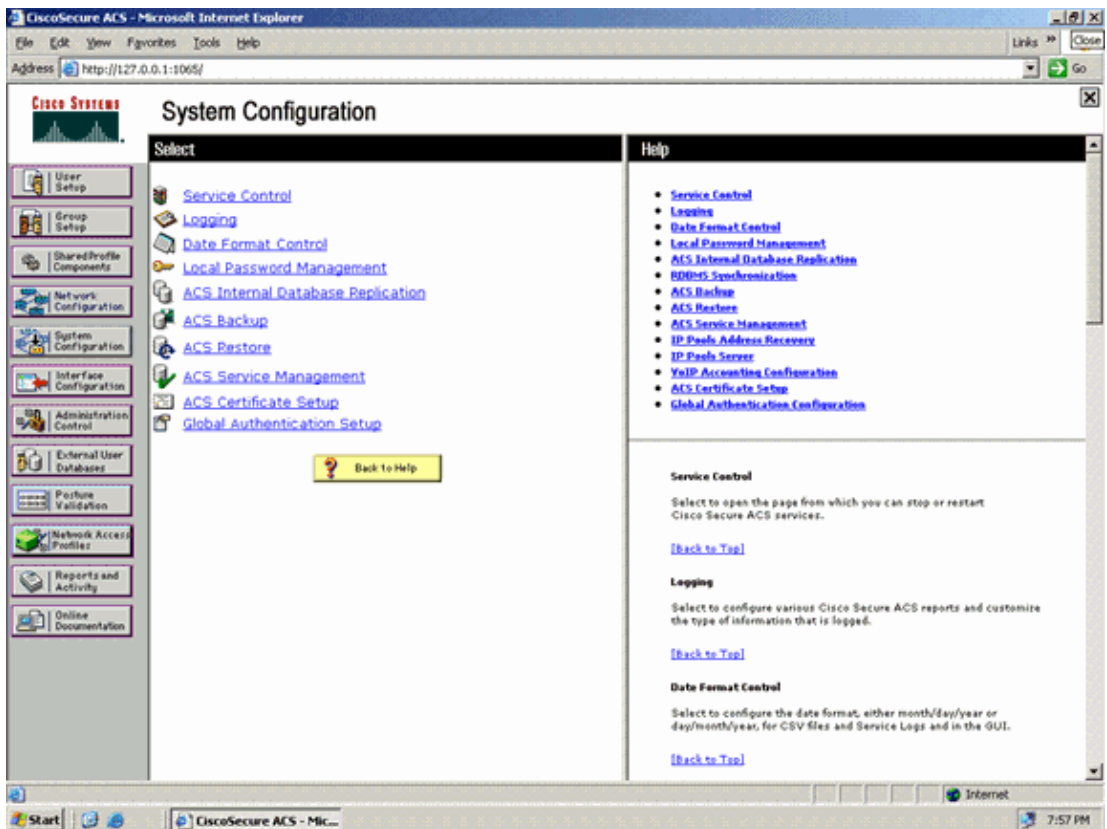 CiscoSecure ACS - Microsoft Internet Explorer
File Edit View Favorites Tools Help
Links »
Close
Address http://127.0.0.1:1065/
Go
CISCO SYSTEMS
System Configuration
Select
Help
User Setup
Group Setup
Shared Profile Components
Network Configuration
System Configuration
Interface Configuration
Administration Control
External User Databases
Posture Validation
Network Access Profiles
Reports and Activity
Online Documentation
Service Control
Logging
Date Format Control
Local Password Management
ACS Internal Database Replication
ACS Backup
ACS Restore
ACS Service Management
ACS Certificate Setup
Global Authentication Setup
? Back to Help
• Service Control
• Logging
• Date Format Control
• Local Password Management
• ACS Internal Database Replication
• RDBMS Synchronization
• ACS Backup
• ACS Restore
• ACS Service Management
• IP Pools Address Recovery
• IP Pools Server
• VoIP Accounting Configuration
• ACS Certificate Setup
• Global Authentication Configuration
Service Control
Select to open the page from which you can stop or restart
Cisco Secure ACS services.
[Back to Top]
Logging
Select to configure various Cisco Secure ACS reports and customize
the type of information that is logged.
[Back to Top]
Date Format Control
Select to configure the date format, either month/day/year or
day/month/year, for CSV files and Service Logs and in the GUI.
[Back to Top]
Internet
Start
CiscoSecure ACS - Mic...
7:57 PM